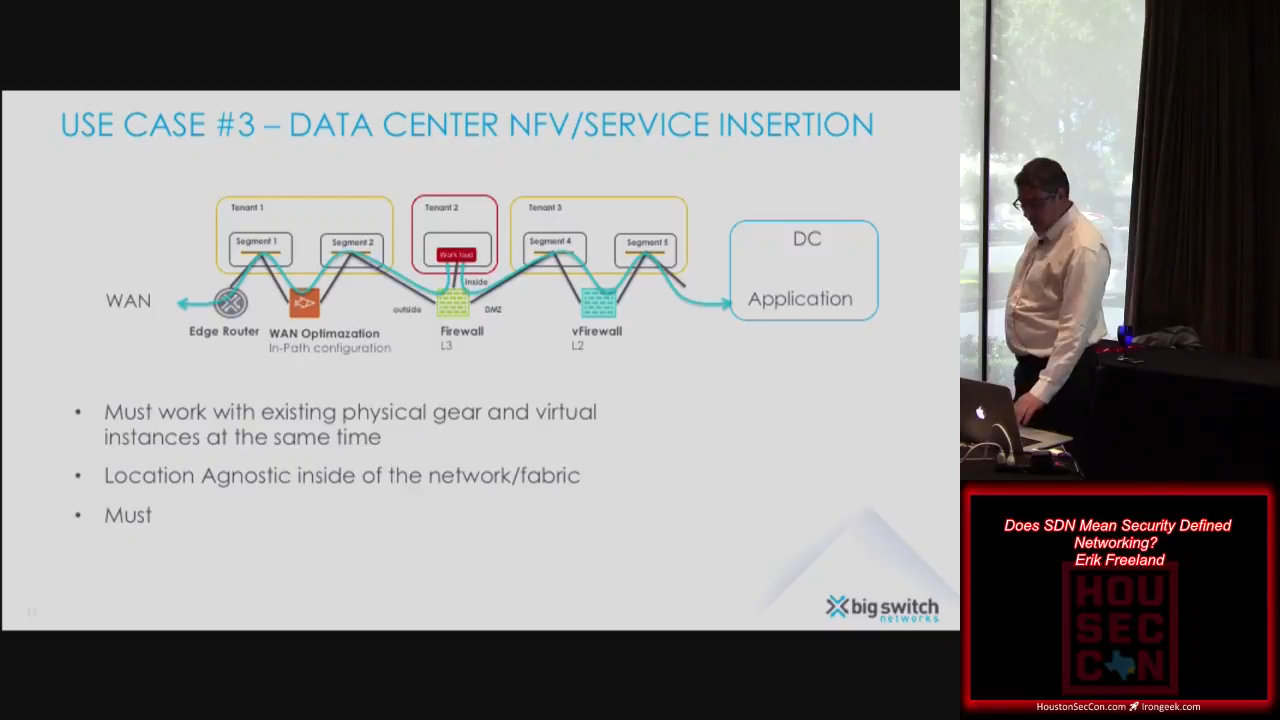 USE CASE #3 – DATA CENTER NFV/SERVICE INSERTION
Tenant 1
Tenant 2
Tenant 3
Segment 1
Segment 2
Work load
Segment 4
Segment 5
DC
Application
WAN
Inside
outside
DMZ
Edge Router
WAN Optimazation
In-Path configuration
Firewall
L3
vFirewall
L2
• Must work with existing physical gear and virtual
instances at the same time
• Location Agnostic inside of the network/fabric
• Must
17
big switch
networks
Does SDN Mean Security Defined
Networking?
Erik Freeland
HOU
SEC
CON
HoustonSecCon.com Irongeek.com